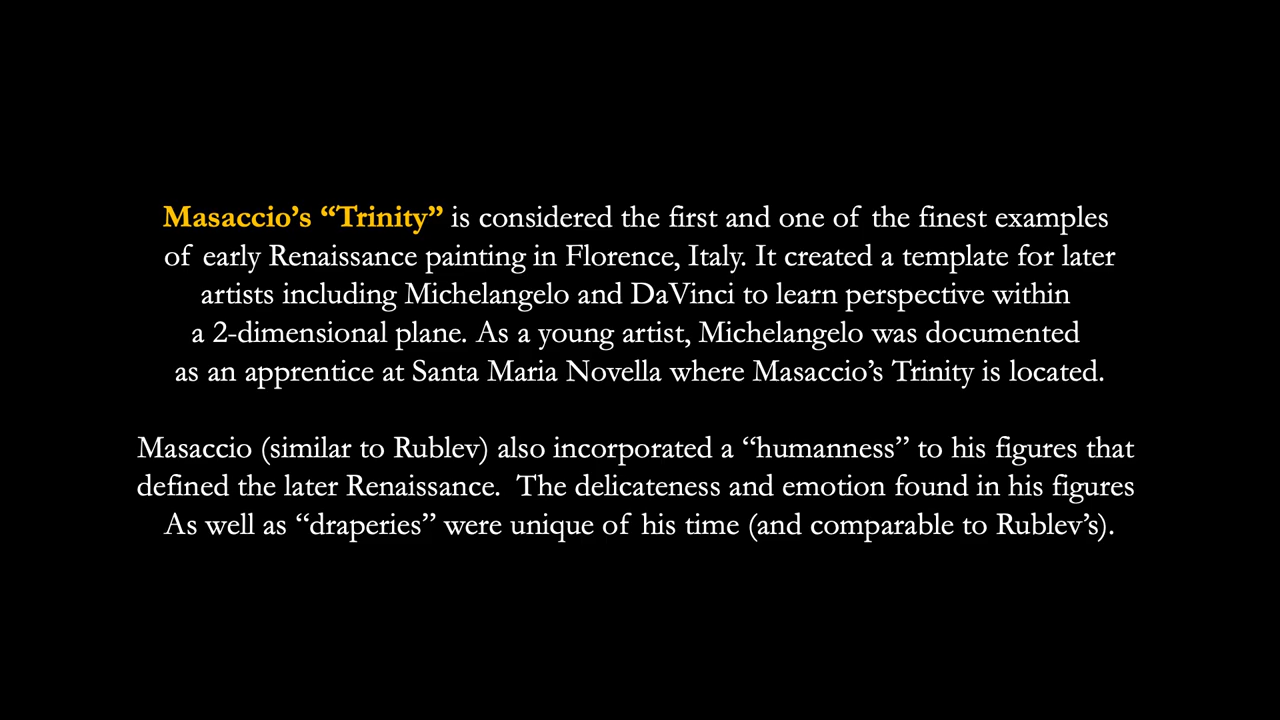 Masaccio’s “Trinity” is considered the first and one of the finest examples
of early Renaissance painting in Florence, Italy. It created a template for later
artists including Michelangelo and DaVinci to learn perspective within
a 2-dimensional plane. As a young artist, Michelangelo was documented
as an apprentice at Santa Maria Novella where Masaccio’s Trinity is located.
Masaccio (similar to Rublev) also incorporated a “humanness” to his figures that
defined the later Renaissance.  The delicateness and emotion found in his figures
As well as “draperies” were unique of his time (and comparable to Rublev’s).